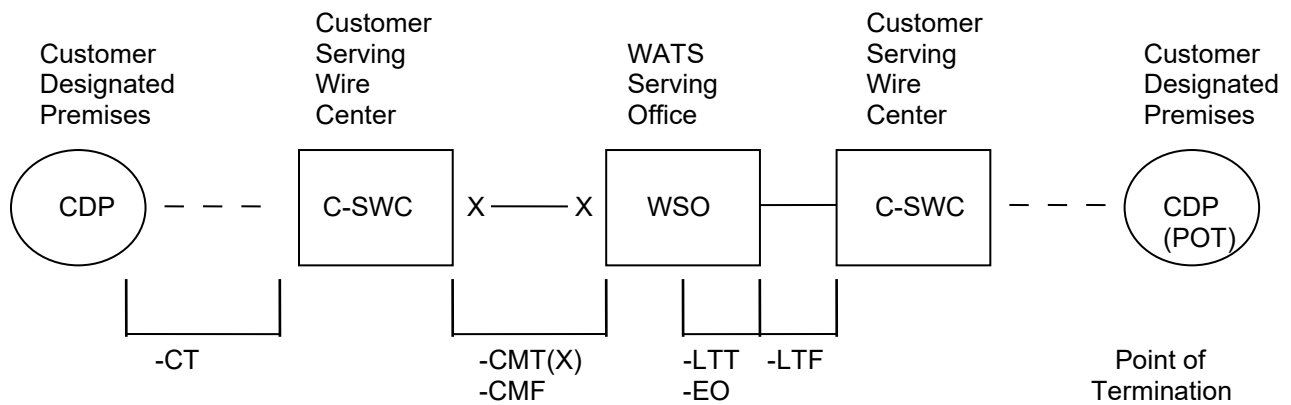 Customer
Designated
Premises
Customer
Serving
Wire
Center
WATS
Serving
Office
Customer
Serving
Wire
Center
Customer
Designated
Premises
CDP
C-SWC
X
X
WSO
C-SWC
CDP
(POT)
-CT
-CMT(X)
-CMF
-LTT
-EO
-LTF
Point of
Termination